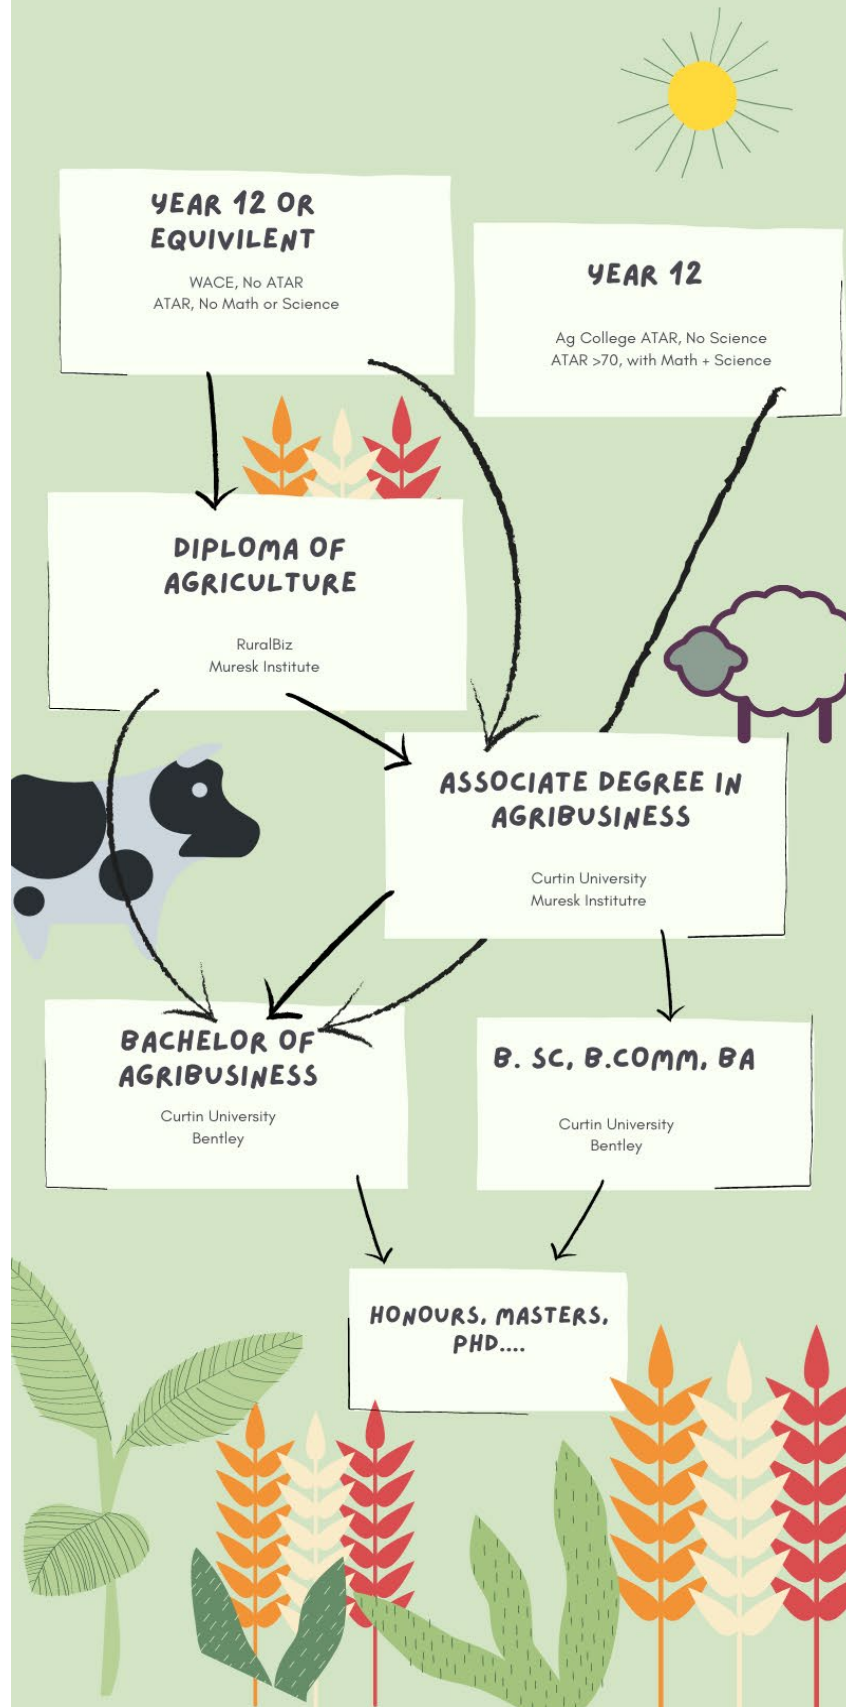 YEAR 12 OR
EQUIVILENT
WACE, No ATAR
ATAR, No Math or Science
YEAR 12
Ag College ATAR, No Science
ATAR >70, with Math + Science
DIPLOMA OF
AGRICULTURE
RuralBiz
Muresk Institute
ASSOCIATE DEGREE IN
AGRIBUSINESS
Curtin University
Muresk Institutre
BACHELOR OF
AGRIBUSINESS
Curtin University
Bentley
B. SC, B.COMM, BA
Curtin University
Bentley
HONOURS, MASTERS,
PHD....